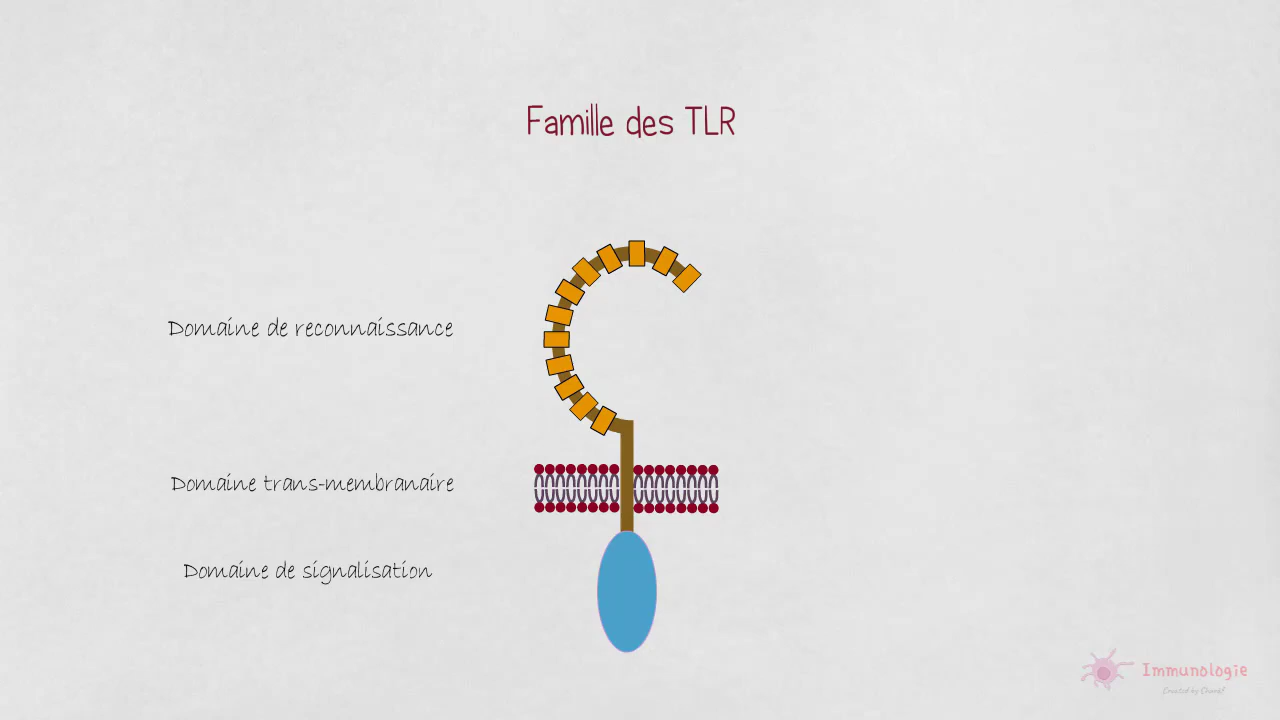 Famille des TLR
Domaine de reconnaissance
Domaine trans-membranaire
Domaine de signalisation
Immunologie